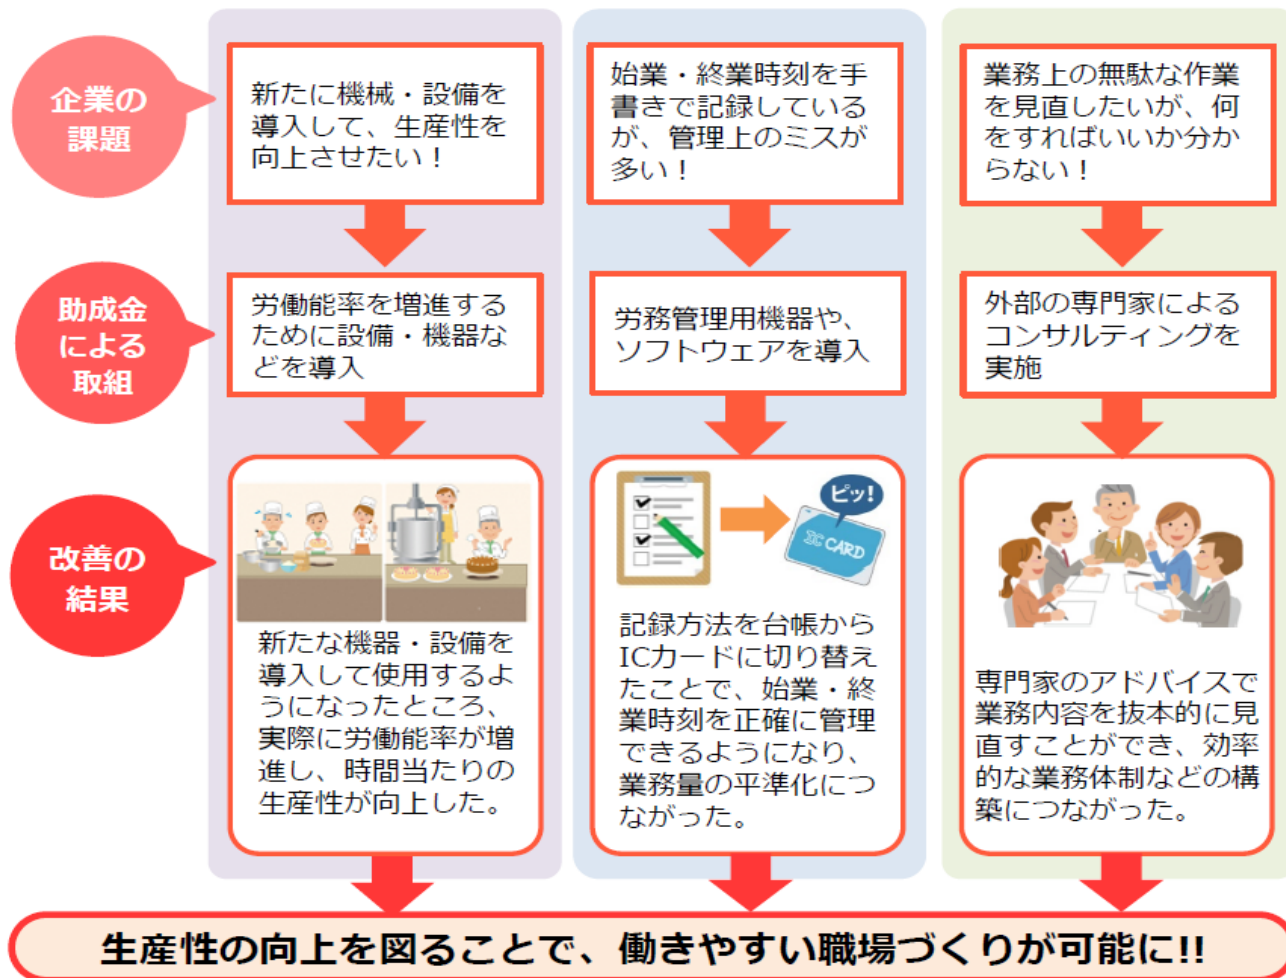 企業の
課題
新たに機械・設備を
導入して、生産性を
向上させたい！
始業・終業時刻を手
書きで記録している
が、管理上のミスが
多い！
業務上の無駄な作業
を見直したいが、何
をすればいいか分か
らない！
助成金
による
取組
労働能率を増進する
ために設備・機器な
どを導入
労務管理用機器や、
ソフトウェアを導入
外部の専門家による
コンサルティングを
実施
改善の
結果
新たな機器・設備を
導入して使用するよ
うになったところ、
実際に労働能率が増
進し、時間当たりの
生産性が向上した。
ピッ!
IC CARD
記録方法を台帳から
ICカードに切り替え
たことで、始業・終
業時刻を正確に管理
できるようになり、
業務量の平準化につ
ながった。
専門家のアドバイスで
業務内容を抜本的に見
直すことができ、効率
的な業務体制などの構
築につながった。
生産性の向上を図ることで、働きやすい職場づくりが可能に!!